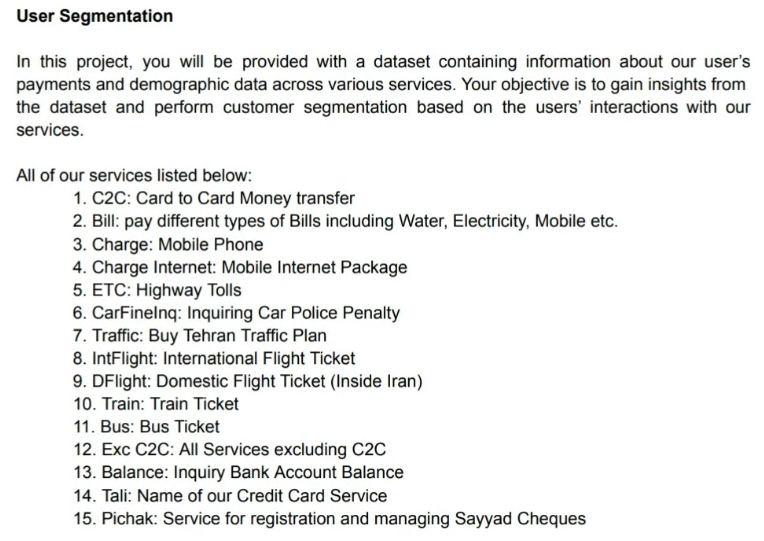 User Segmentation
In this project, you will be provided with a dataset containing information about our user's
payments and demographic data across various services. Your objective is to gain insights from
the dataset and perform customer segmentation based on the users' interactions with our
services.
All of our services listed below:
1. C2C: Card to Card Money transfer
2. Bill: pay different types of Bills including Water, Electricity, Mobile etc.
3. Charge: Mobile Phone
4. Charge Internet: Mobile Internet Package
5. ETC: Highway Tolls
6. CarFineInq: Inquiring Car Police Penalty
7. Traffic: Buy Tehran Traffic Plan
8. IntFlight: International Flight Ticket
9. DFlight: Domestic Flight Ticket (Inside Iran)
10. Train: Train Ticket
11. Bus: Bus Ticket
12. Exc C2C: All Services excluding C2C
13. Balance: Inquiry Bank Account Balance
14. Tali: Name of our Credit Card Service
15. Pichak: Service for registration and managing Sayyad Cheques